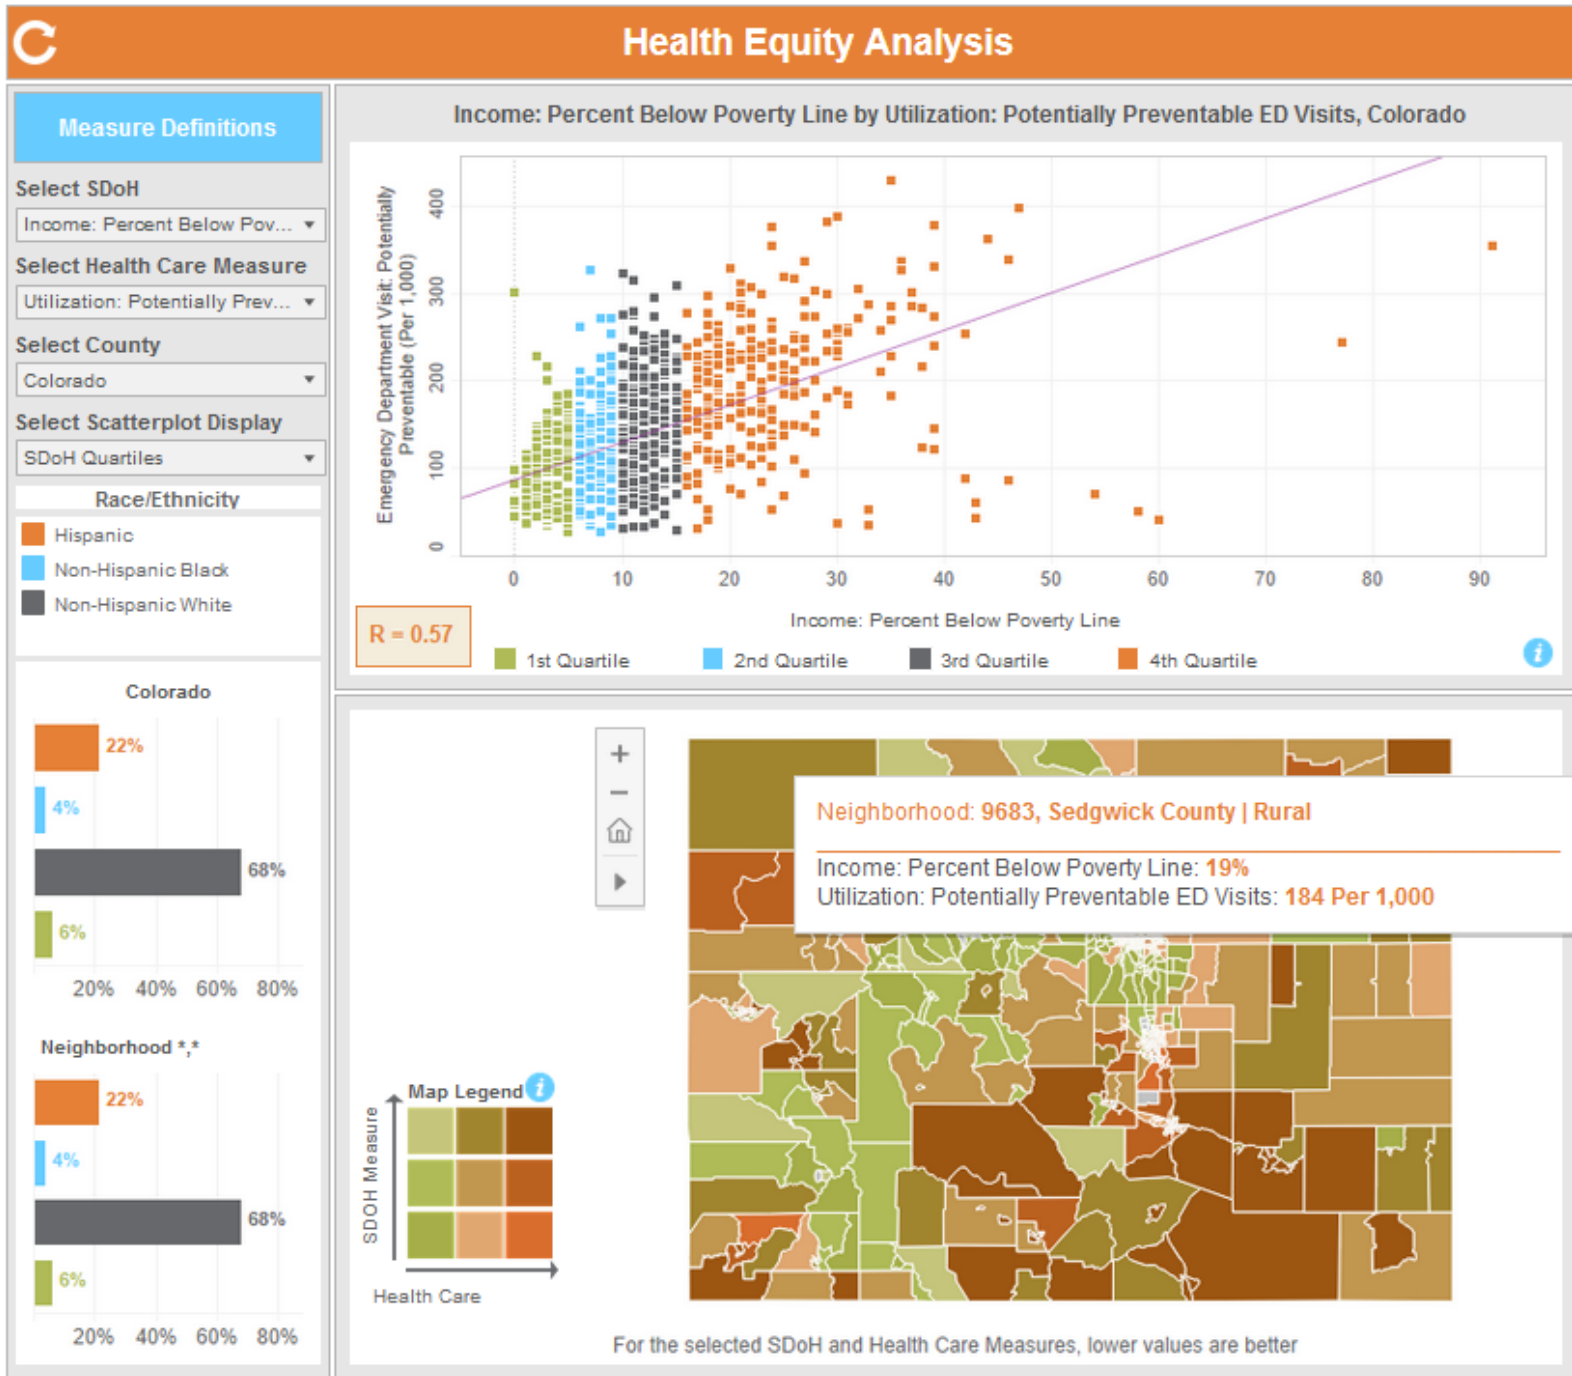 Health Equity Analysis
Measure Definitions
Select SDoH
Income: Percent Below Pov...
Select Health Care Measure
Utilization: Potentially Prev...
Select County
Colorado
Select Scatterplot Display
SDoH Quartiles
Race/Ethnicity
Hispanic
Non-Hispanic Black
Non-Hispanic White
Colorado
22%
4%
68%
6%
20% 40% 60% 80%
Neighborhood *,*
22%
4%
68%
6%
20% 40% 60% 80%
Income: Percent Below Poverty Line by Utilization: Potentially Preventable ED Visits, Colorado
Emergency Department Visit: Potentially
Preventable (Per 1,000)
400
300
200
100
0
0 10 20 30 40 50 60 70 80 90
Income: Percent Below Poverty Line
R = 0.57
1st Quartile 2nd Quartile 3rd Quartile 4th Quartile
i
+
−
Neighborhood: 9683, Sedgwick County | Rural
Income: Percent Below Poverty Line: 19%
Utilization: Potentially Preventable ED Visits: 184 Per 1,000
Map Legend i
SDOH Measure
Health Care
For the selected SDoH and Health Care Measures, lower values are better